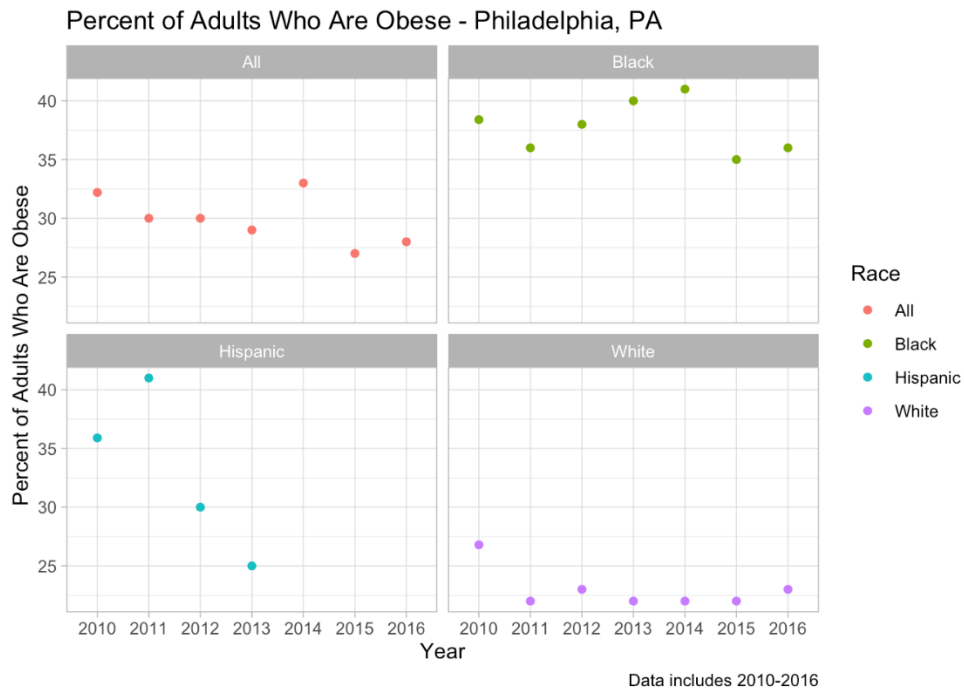 Percent of Adults Who Are Obese - Philadelphia, PA
All
Black
40
35
30
25
Hispanic
White
40
35
30
25
Percent of Adults Who Are Obese
2010 2011 2012 2013 2014 2015 2016
2010 2011 2012 2013 2014 2015 2016
Year
Race
All
Black
Hispanic
White
Data includes 2010-2016